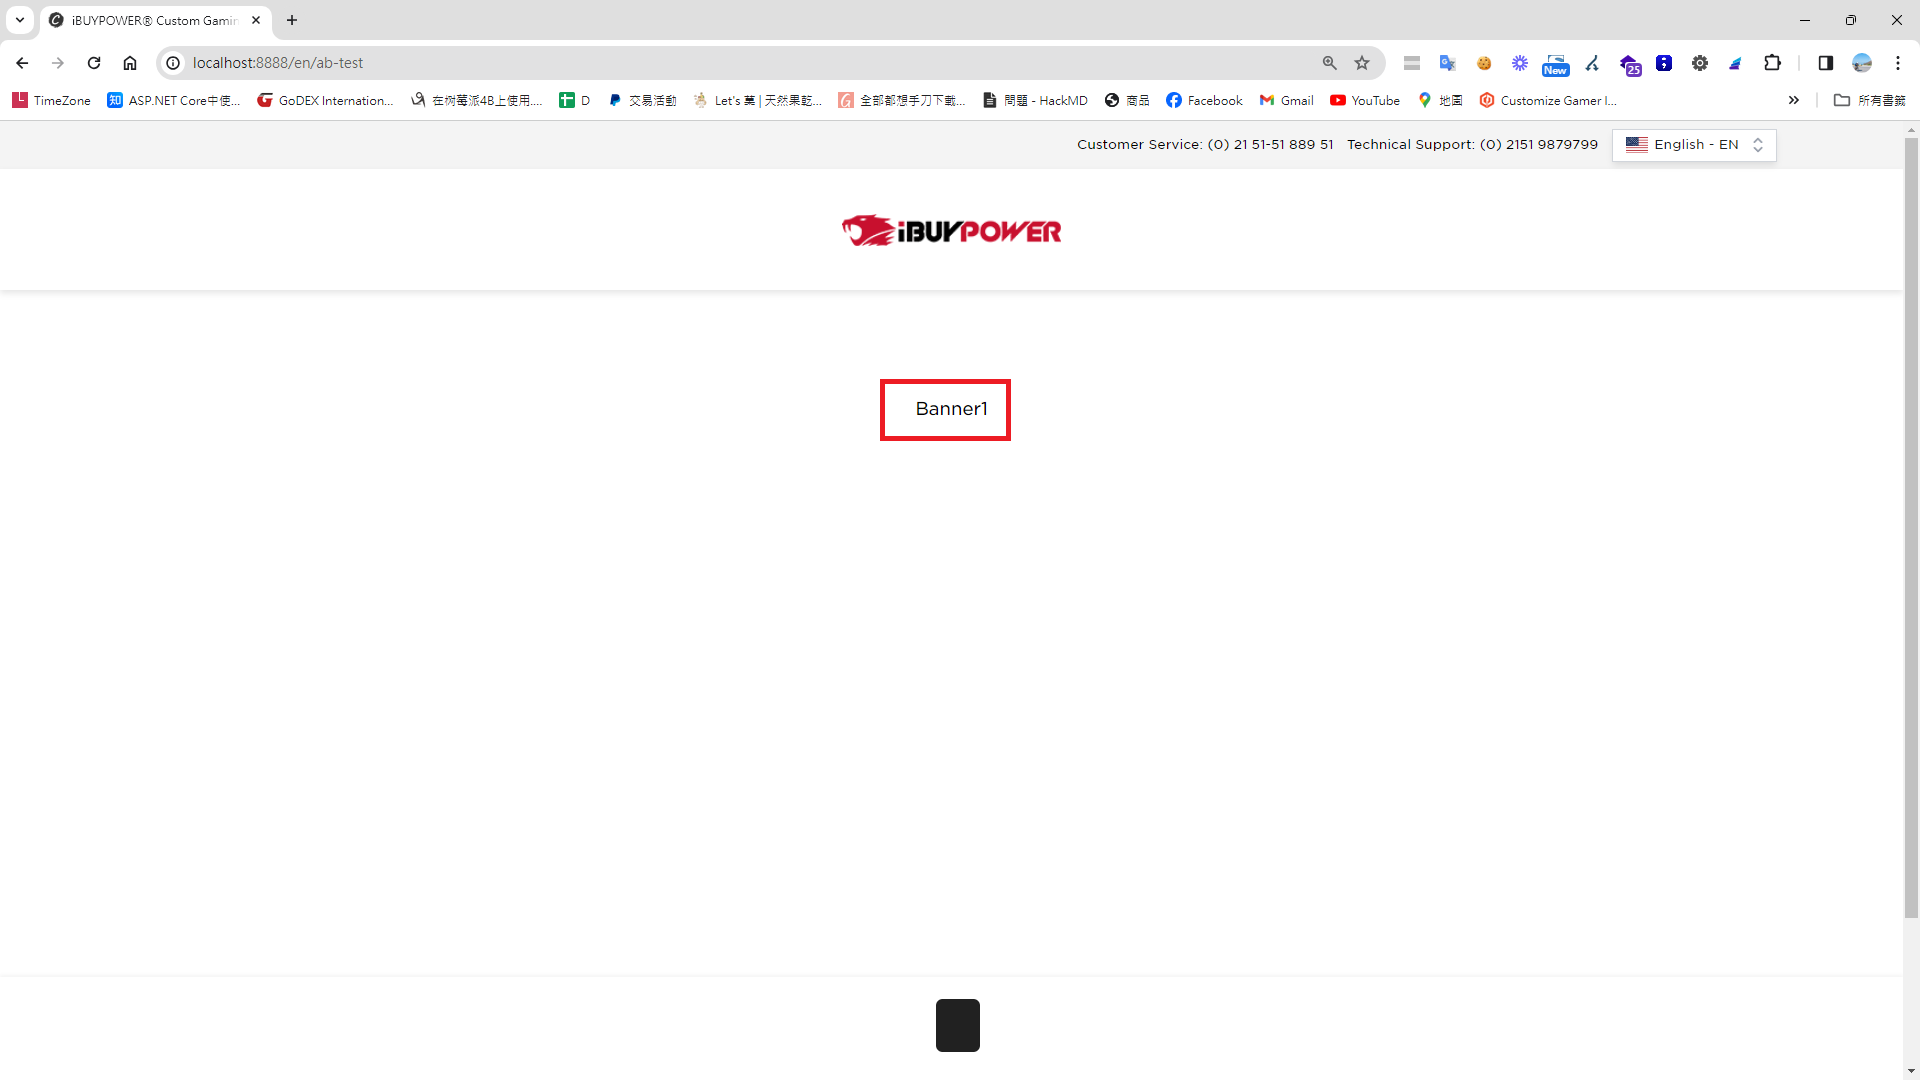 iBUYPOWER® Custom Gamin
localhost:8888/en/ab-test
New
25
TimeZone
知 ASP.NET Core中使...
GoDEX Internation...
在树莓派4B上使用....
D
交易活動
Let's 菓 | 天然果乾...
全部都想手刀下載...
問題 - HackMD
商品
Facebook
Gmail
YouTube
地圖
Customize Gamer I...
所有書籤
Customer Service: (0) 21 51-51 889 51
Technical Support: (0) 2151 9879799
English - EN
iBUYPOWER
Banner1